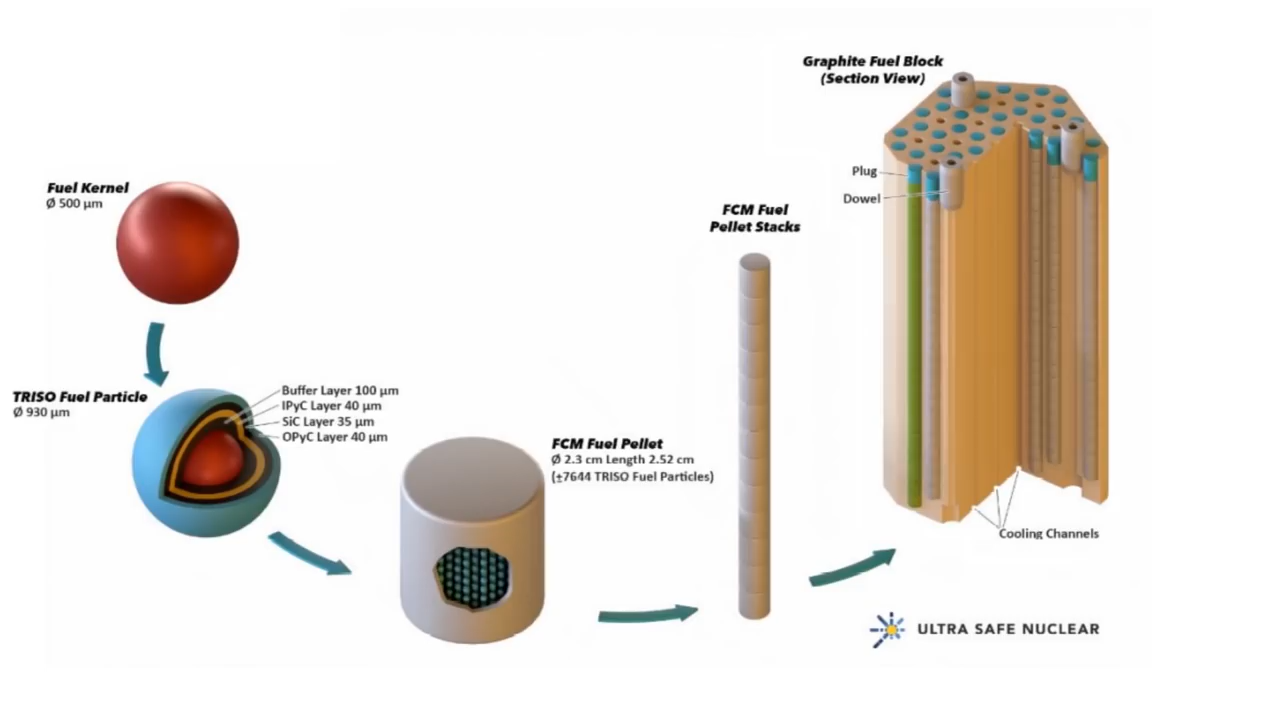 Graphite Fuel Block
(Section View)
Plug
Dowel
Fuel Kernel
Ø 500 µm
FCM Fuel
Pellet Stacks
TRISO Fuel Particle
Ø 930 µm
Buffer Layer 100 µm
IPyC Layer 40 µm
SiC Layer 35 µm
OPyC Layer 40 µm
FCM Fuel Pellet
Ø 2.3 cm Length 2.52 cm
(±7644 TRISO Fuel Particles)
Cooling Channels
ULTRA SAFE NUCLEAR